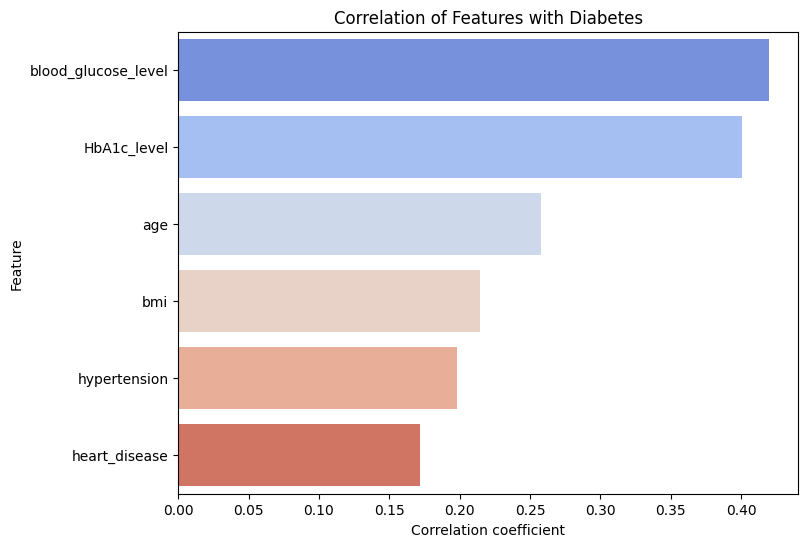 Correlation of Features with Diabetes
Feature
blood_glucose_level
HbA1c_level
age
bmi
hypertension
heart_disease
0.00 0.05 0.10 0.15 0.20 0.25 0.30 0.35 0.40
Correlation coefficient